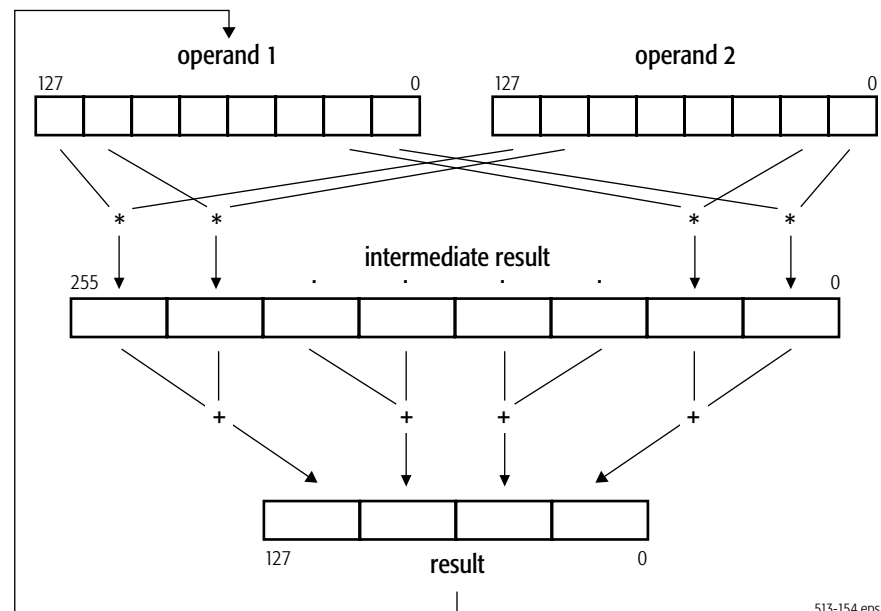 operand 1 operand 2
127 0 127 0
* * * *
intermediate result
255 . . . . 0
+ + + +
127 result 0
513-154.eps